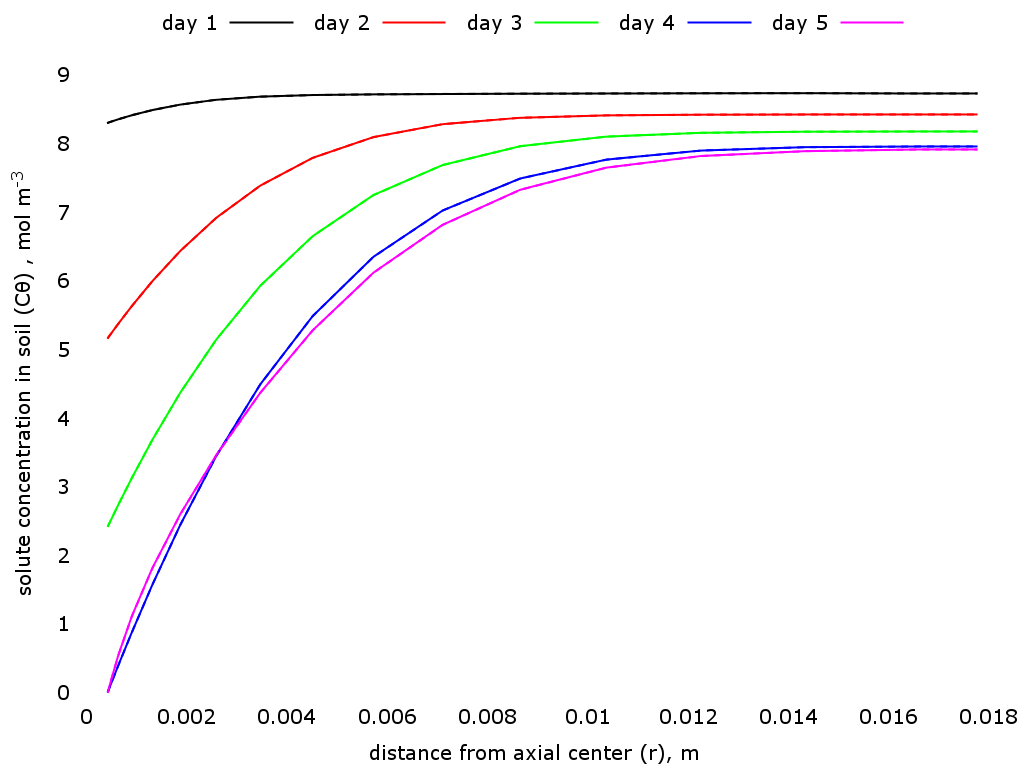 day 1 day 2 day 3 day 4 day 5
9
8
7
6
5
4
3
2
1
0
solute concentration in soil (Cθ) , mol m⁻³
0 0.002 0.004 0.006 0.008 0.01 0.012 0.014 0.016 0.018
distance from axial center (r), m